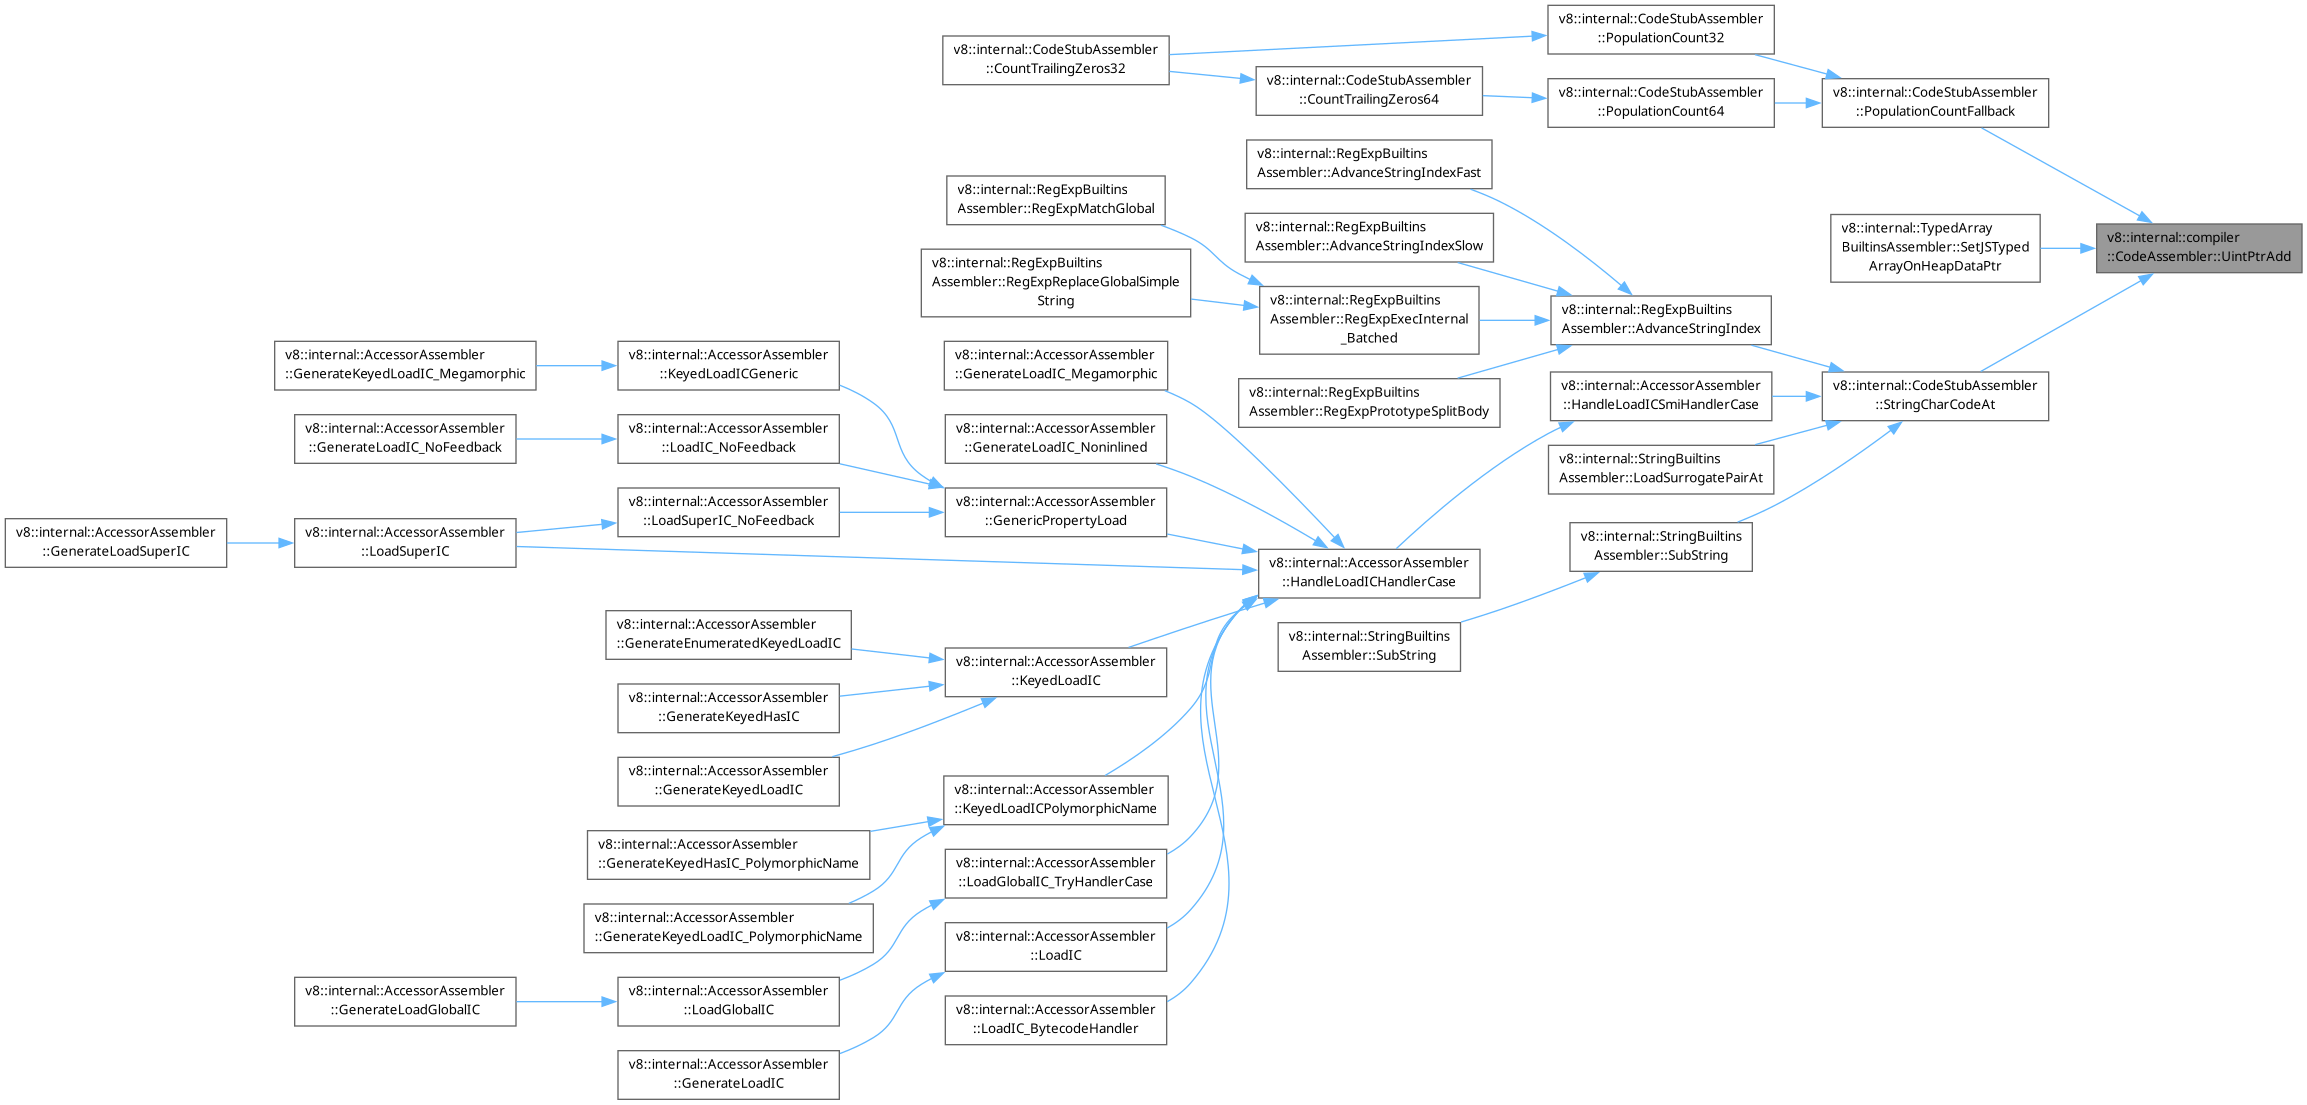 v8::internal::CodeStubAssembler
::PopulationCount32
v8::internal::CodeStubAssembler
::CountTrailingZeros32
v8::internal::CodeStubAssembler
::CountTrailingZeros64
v8::internal::CodeStubAssembler
::PopulationCount64
v8::internal::CodeStubAssembler
::PopulationCountFallback
v8::internal::RegExpBuiltins
Assembler::AdvanceStringIndexFast
v8::internal::RegExpBuiltins
Assembler::RegExpMatchGlobal
v8::internal::RegExpBuiltins
Assembler::AdvanceStringIndexSlow
v8::internal::TypedArray
BuiltinsAssembler::SetJSTyped
ArrayOnHeapDataPtr
v8::internal::compiler
::CodeAssembler::UintPtrAdd
v8::internal::RegExpBuiltins
Assembler::RegExpReplaceGlobalSimple
String
v8::internal::RegExpBuiltins
Assembler::RegExpExecInternal
_Batched
v8::internal::RegExpBuiltins
Assembler::AdvanceStringIndex
v8::internal::AccessorAssembler
::GenerateKeyedLoadIC_Megamorphic
v8::internal::AccessorAssembler
::KeyedLoadICGeneric
v8::internal::AccessorAssembler
::GenerateLoadIC_Megamorphic
v8::internal::RegExpBuiltins
Assembler::RegExpPrototypeSplitBody
v8::internal::AccessorAssembler
::HandleLoadICSmiHandlerCase
v8::internal::CodeStubAssembler
::StringCharCodeAt
v8::internal::AccessorAssembler
::GenerateLoadIC_NoFeedback
v8::internal::AccessorAssembler
::LoadIC_NoFeedback
v8::internal::AccessorAssembler
::GenerateLoadIC_Noninlined
v8::internal::StringBuiltins
Assembler::LoadSurrogatePairAt
v8::internal::AccessorAssembler
::LoadSuperIC_NoFeedback
v8::internal::AccessorAssembler
::GenericPropertyLoad
v8::internal::AccessorAssembler
::GenerateLoadSuperIC
v8::internal::AccessorAssembler
::LoadSuperIC
v8::internal::StringBuiltins
Assembler::SubString
v8::internal::AccessorAssembler
::HandleLoadICHandlerCase
v8::internal::AccessorAssembler
::GenerateEnumeratedKeyedLoadIC
v8::internal::StringBuiltins
Assembler::SubString
v8::internal::AccessorAssembler
::KeyedLoadIC
v8::internal::AccessorAssembler
::GenerateKeyedHasIC
v8::internal::AccessorAssembler
::GenerateKeyedLoadIC
v8::internal::AccessorAssembler
::KeyedLoadICPolymorphicName
v8::internal::AccessorAssembler
::GenerateKeyedHasIC_PolymorphicName
v8::internal::AccessorAssembler
::LoadGlobalIC_TryHandlerCase
v8::internal::AccessorAssembler
::GenerateKeyedLoadIC_PolymorphicName
v8::internal::AccessorAssembler
::LoadIC
v8::internal::AccessorAssembler
::GenerateLoadGlobalIC
v8::internal::AccessorAssembler
::LoadGlobalIC
v8::internal::AccessorAssembler
::LoadIC_BytecodeHandler
v8::internal::AccessorAssembler
::GenerateLoadIC